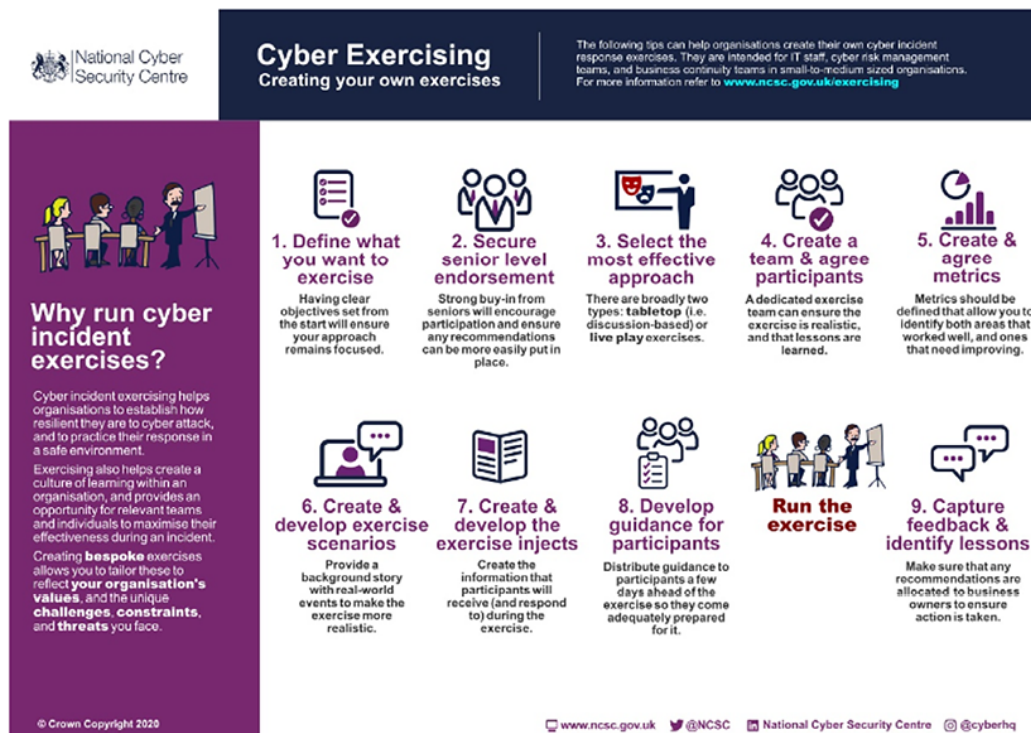 National Cyber
Security Centre
Cyber Exercising
Creating your own exercises
The following tips can help organisations create their own cyber incident
response exercises. They are intended for IT staff, cyber risk management
teams, and business continuity teams in small-to-medium sized organisations.
For more information refer to www.ncsc.gov.uk/exercising
Why run cyber
incident
exercises?
Cyber incident exercising helps
organisations to establish how
resilient they are to cyber attack,
and to practice their response in
a safe environment.
Exercising also helps create a
culture of learning within an
organisation, and provides an
opportunity for relevant teams
and individuals to maximise their
effectiveness during an incident.
Creating bespoke exercises
allows you to tailor these to
reflect your organisation's
values, and the unique
challenges, constraints,
and threats you face.
© Crown Copyright 2020
1. Define what
you want to
exercise
Having clear
objectives set from
the start will ensure
your approach
remains focused.
2. Secure
senior level
endorsement
Strong buy-in from
seniors will encourage
participation and ensure
any recommendations
can be more easily put in
place.
3. Select the
most effective
approach
There are broadly two
types: tabletop (i.e.
discussion-based) or
live play exercises.
4. Create a
team & agree
participants
A dedicated exercise
team can ensure the
exercise is realistic,
and that lessons are
learned.
5. Create &
agree
metrics
Metrics should be
defined that allow you to
identify both areas that
worked well, and ones
that need improving.
6. Create &
develop exercise
scenarios
Provide a
background story
with real-world
events to make the
exercise more
realistic.
7. Create &
develop the
exercise injects
Create the
information that
participants will
receive (and respond
to) during the
exercise.
8. Develop
guidance for
participants
Distribute guidance to
participants a few
days ahead of the
exercise so they come
adequately prepared
for it.
Run the
exercise
9. Capture
feedback &
identify lessons
Make sure that any
recommendations are
allocated to business
owners to ensure
action is taken.
www.ncsc.gov.uk @NCSC National Cyber Security Centre @cyberhq